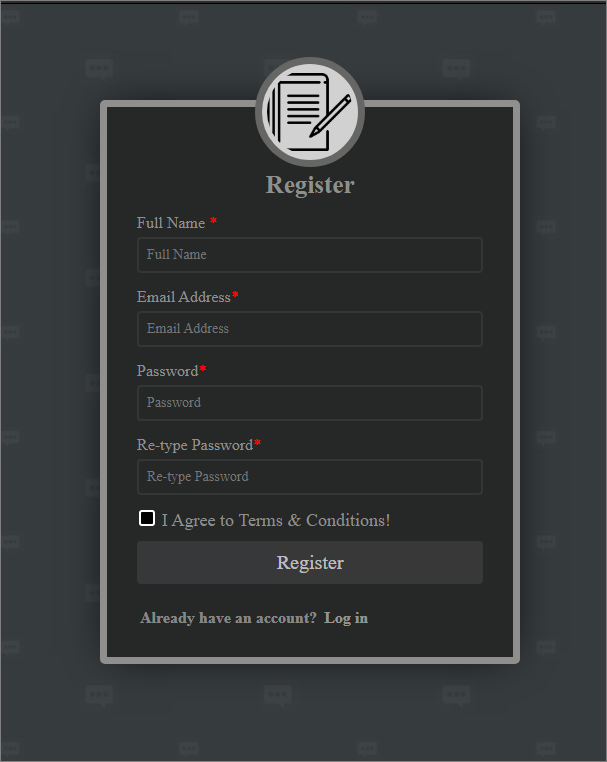 Register
Full Name *
Full Name
Email Address*
Email Address
Password*
Password
Re-type Password*
Re-type Password
I Agree to Terms & Conditions!
Register
Already have an account? Log in